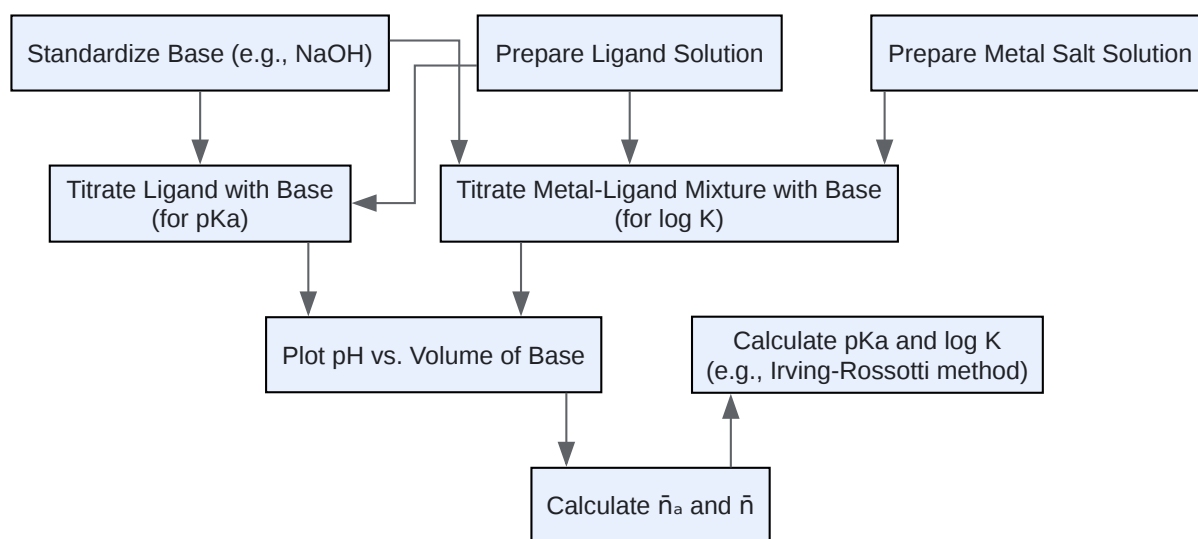 Standardize Base (e.g., NaOH)
Prepare Ligand Solution
Prepare Metal Salt Solution
Titrate Ligand with Base
(for pKa)
Titrate Metal-Ligand Mixture with Base
(for log K)
Plot pH vs. Volume of Base
Calculate pKa and log K
(e.g., Irving-Rossotti method)
Calculate n̄ₐ and n̄